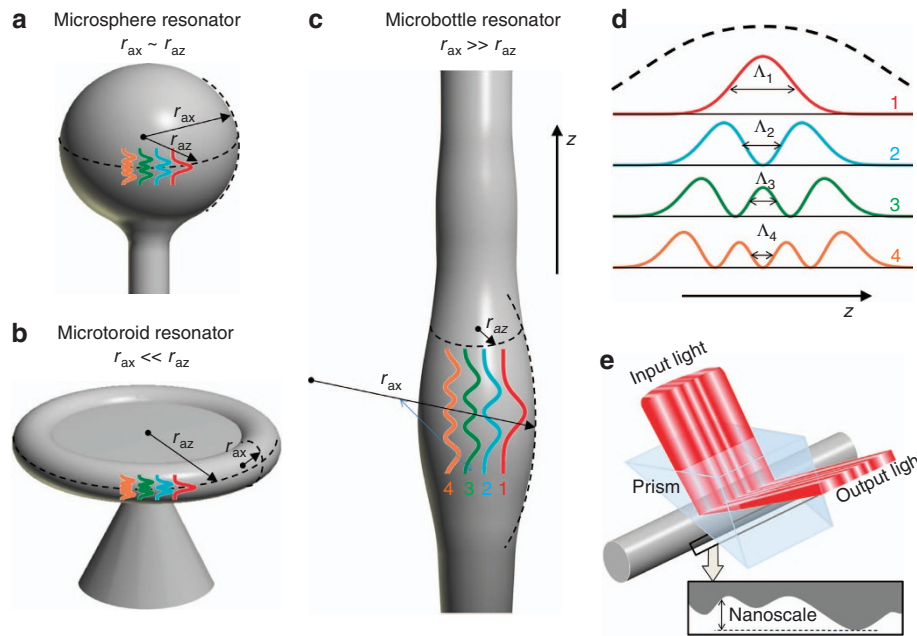 a Microsphere resonator
r_ax ~ r_az
r_ax
r_az
b Microtoroid resonator
r_ax << r_az
r_az
r_ax
c Microbottle resonator
r_ax >> r_az
z
r_az
r_ax
4 3 2 1
d
Λ_1
1
Λ_2
2
Λ_3
3
Λ_4
4
z
e
Input light
Prism
Output light
Nanoscale